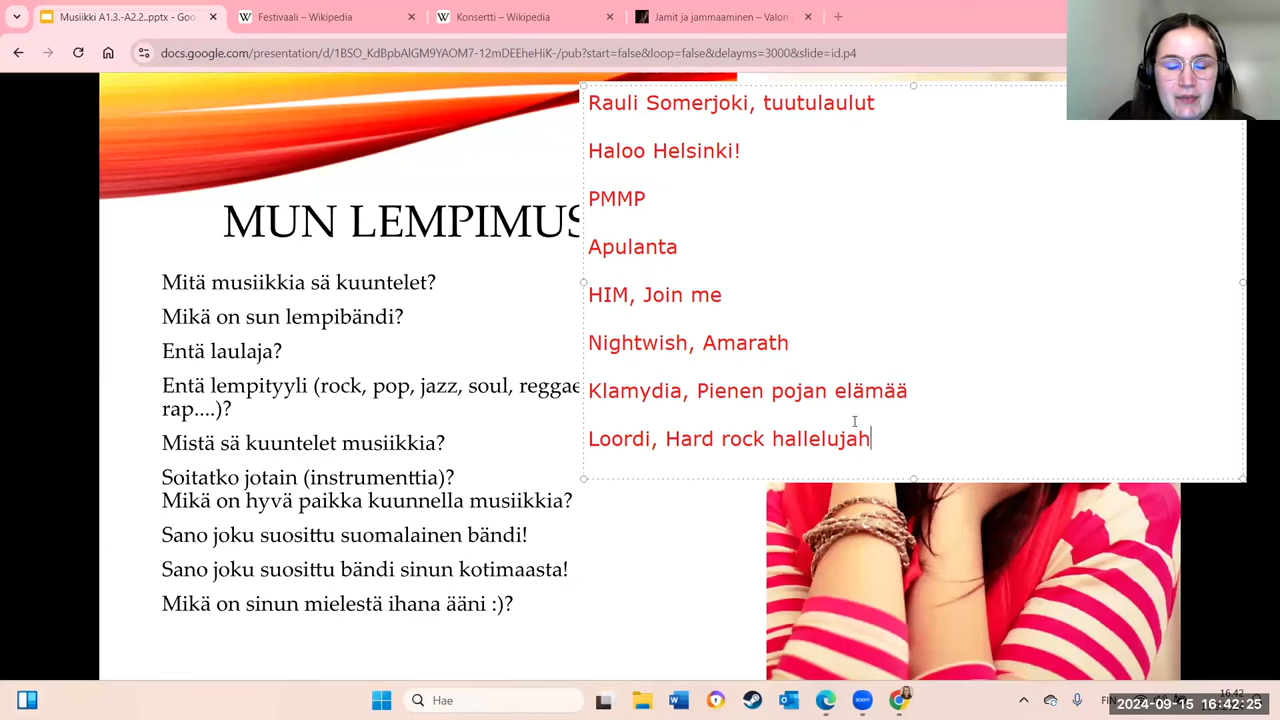 Musiikki A1.3.-A2.2..pptx - Goo
Festivaali – Wikipedia
Konsertti – Wikipedia
Jamit ja jammaaminen – Valon
docs.google.com/presentation/d/1BSO_KdBpbAlGM9YAOM7-12mDEEheHiK-/pub?start=false&loop=false&delayms=3000&slide=id.p4
MUN LEMPIMUS
Mitä musiikkia sä kuuntelet?
Mikä on sun lempibändi?
Entä laulaja?
Entä lempityyli (rock, pop, jazz, soul, reggae
rap....)?
Mistä sä kuuntelet musiikkia?
Soitatko jotain (instrumenttia)?
Mikä on hyvä paikka kuunnella musiikkia?
Sano joku suosittu suomalainen bändi!
Sano joku suosittu bändi sinun kotimaasta!
Mikä on sinun mielestä ihana ääni :)?
Rauli Somerjoki, tuutulaulut
Haloo Helsinki!
PMMP
Apulanta
HIM, Join me
Nightwish, Amarath
Klamydia, Pienen pojan elämää
Loordi, Hard rock hallelujah
Hae
FIN
16.42
2024-09-15 16:42:25